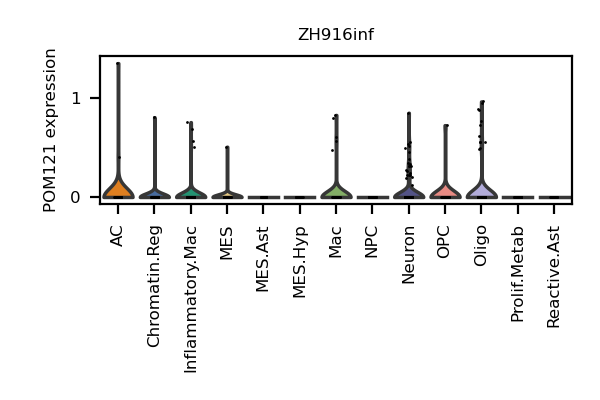 ZH916inf
POM121 expression
1
0
AC
Chromatin.Reg
Inflammatory.Mac
MES
MES.Ast
MES.Hyp
Mac
NPC
Neuron
OPC
Oligo
Prolif.Metab
Reactive.Ast